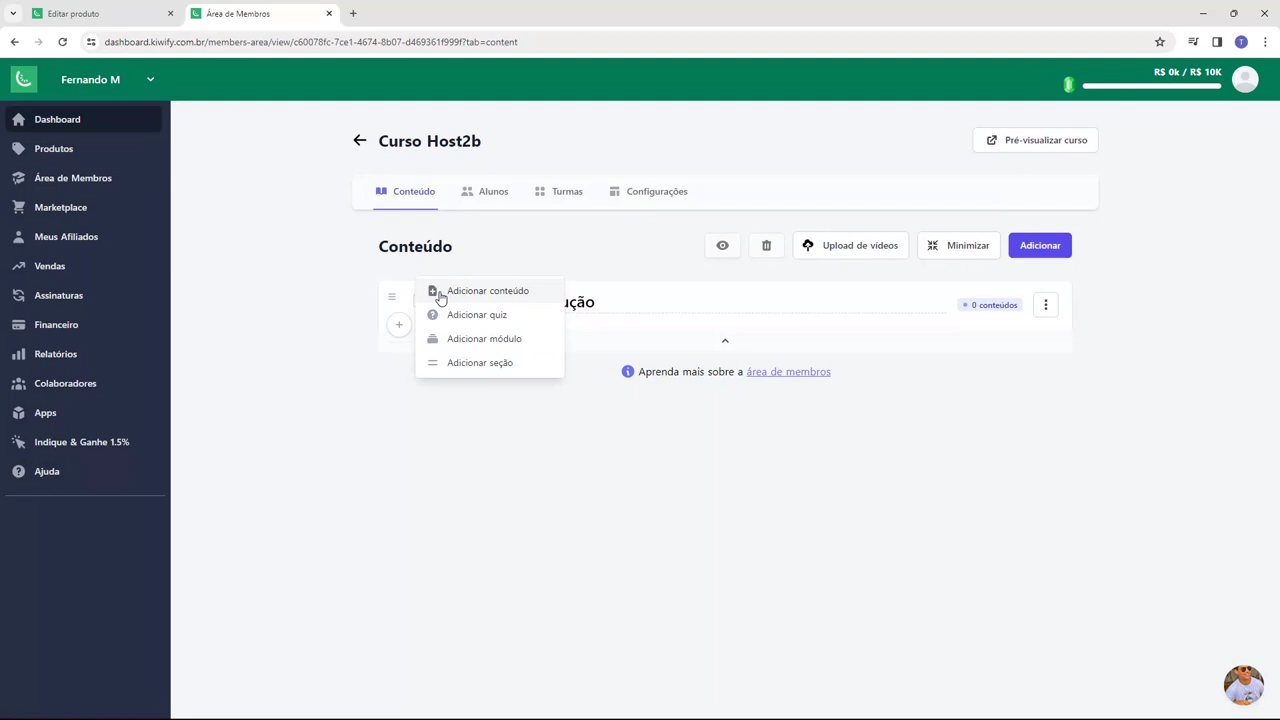 Editar produto
Área de Membros
dashboard.kiwify.com.br/members-area/view/c60078fc-7ce1-4674-8b07-d469361f999f?tab=content
T
Fernando M
R$ 0k / R$ 10K
Dashboard
Produtos
Área de Membros
Marketplace
Meus Afiliados
Vendas
Assinaturas
Financeiro
Relatórios
Colaboradores
Apps
Indique & Ganhe 1.5%
Ajuda
Curso Host2b
Pré-visualizar curso
Conteúdo
Alunos
Turmas
Configurações
Conteúdo
Upload de vídeos
Minimizar
Adicionar
Adicionar conteúdo
Adicionar quiz
Adicionar módulo
Adicionar seção
ução
0 conteúdos
Aprenda mais sobre a área de membros